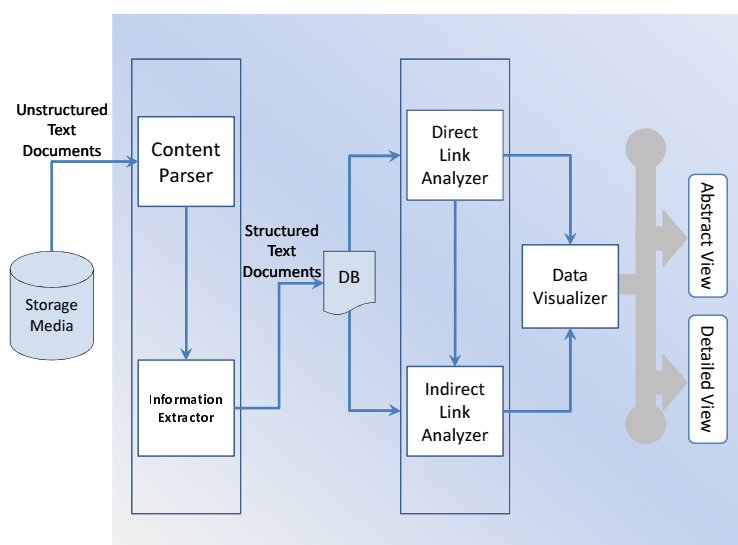 Unstructured
Text
Documents
Storage
Media
Content
Parser
Information
Extractor
Structured
Text
Documents
DB
Direct
Link
Analyzer
Indirect
Link
Analyzer
Data
Visualizer
Abstract View
Detailed View